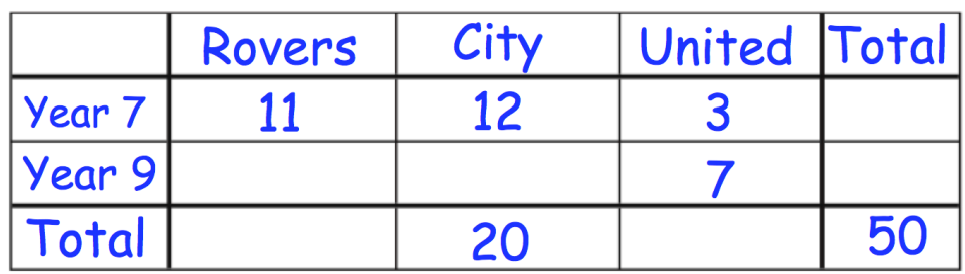 Rovers City United Total
Year 7 11 12 3
Year 9 7
Total 20 50